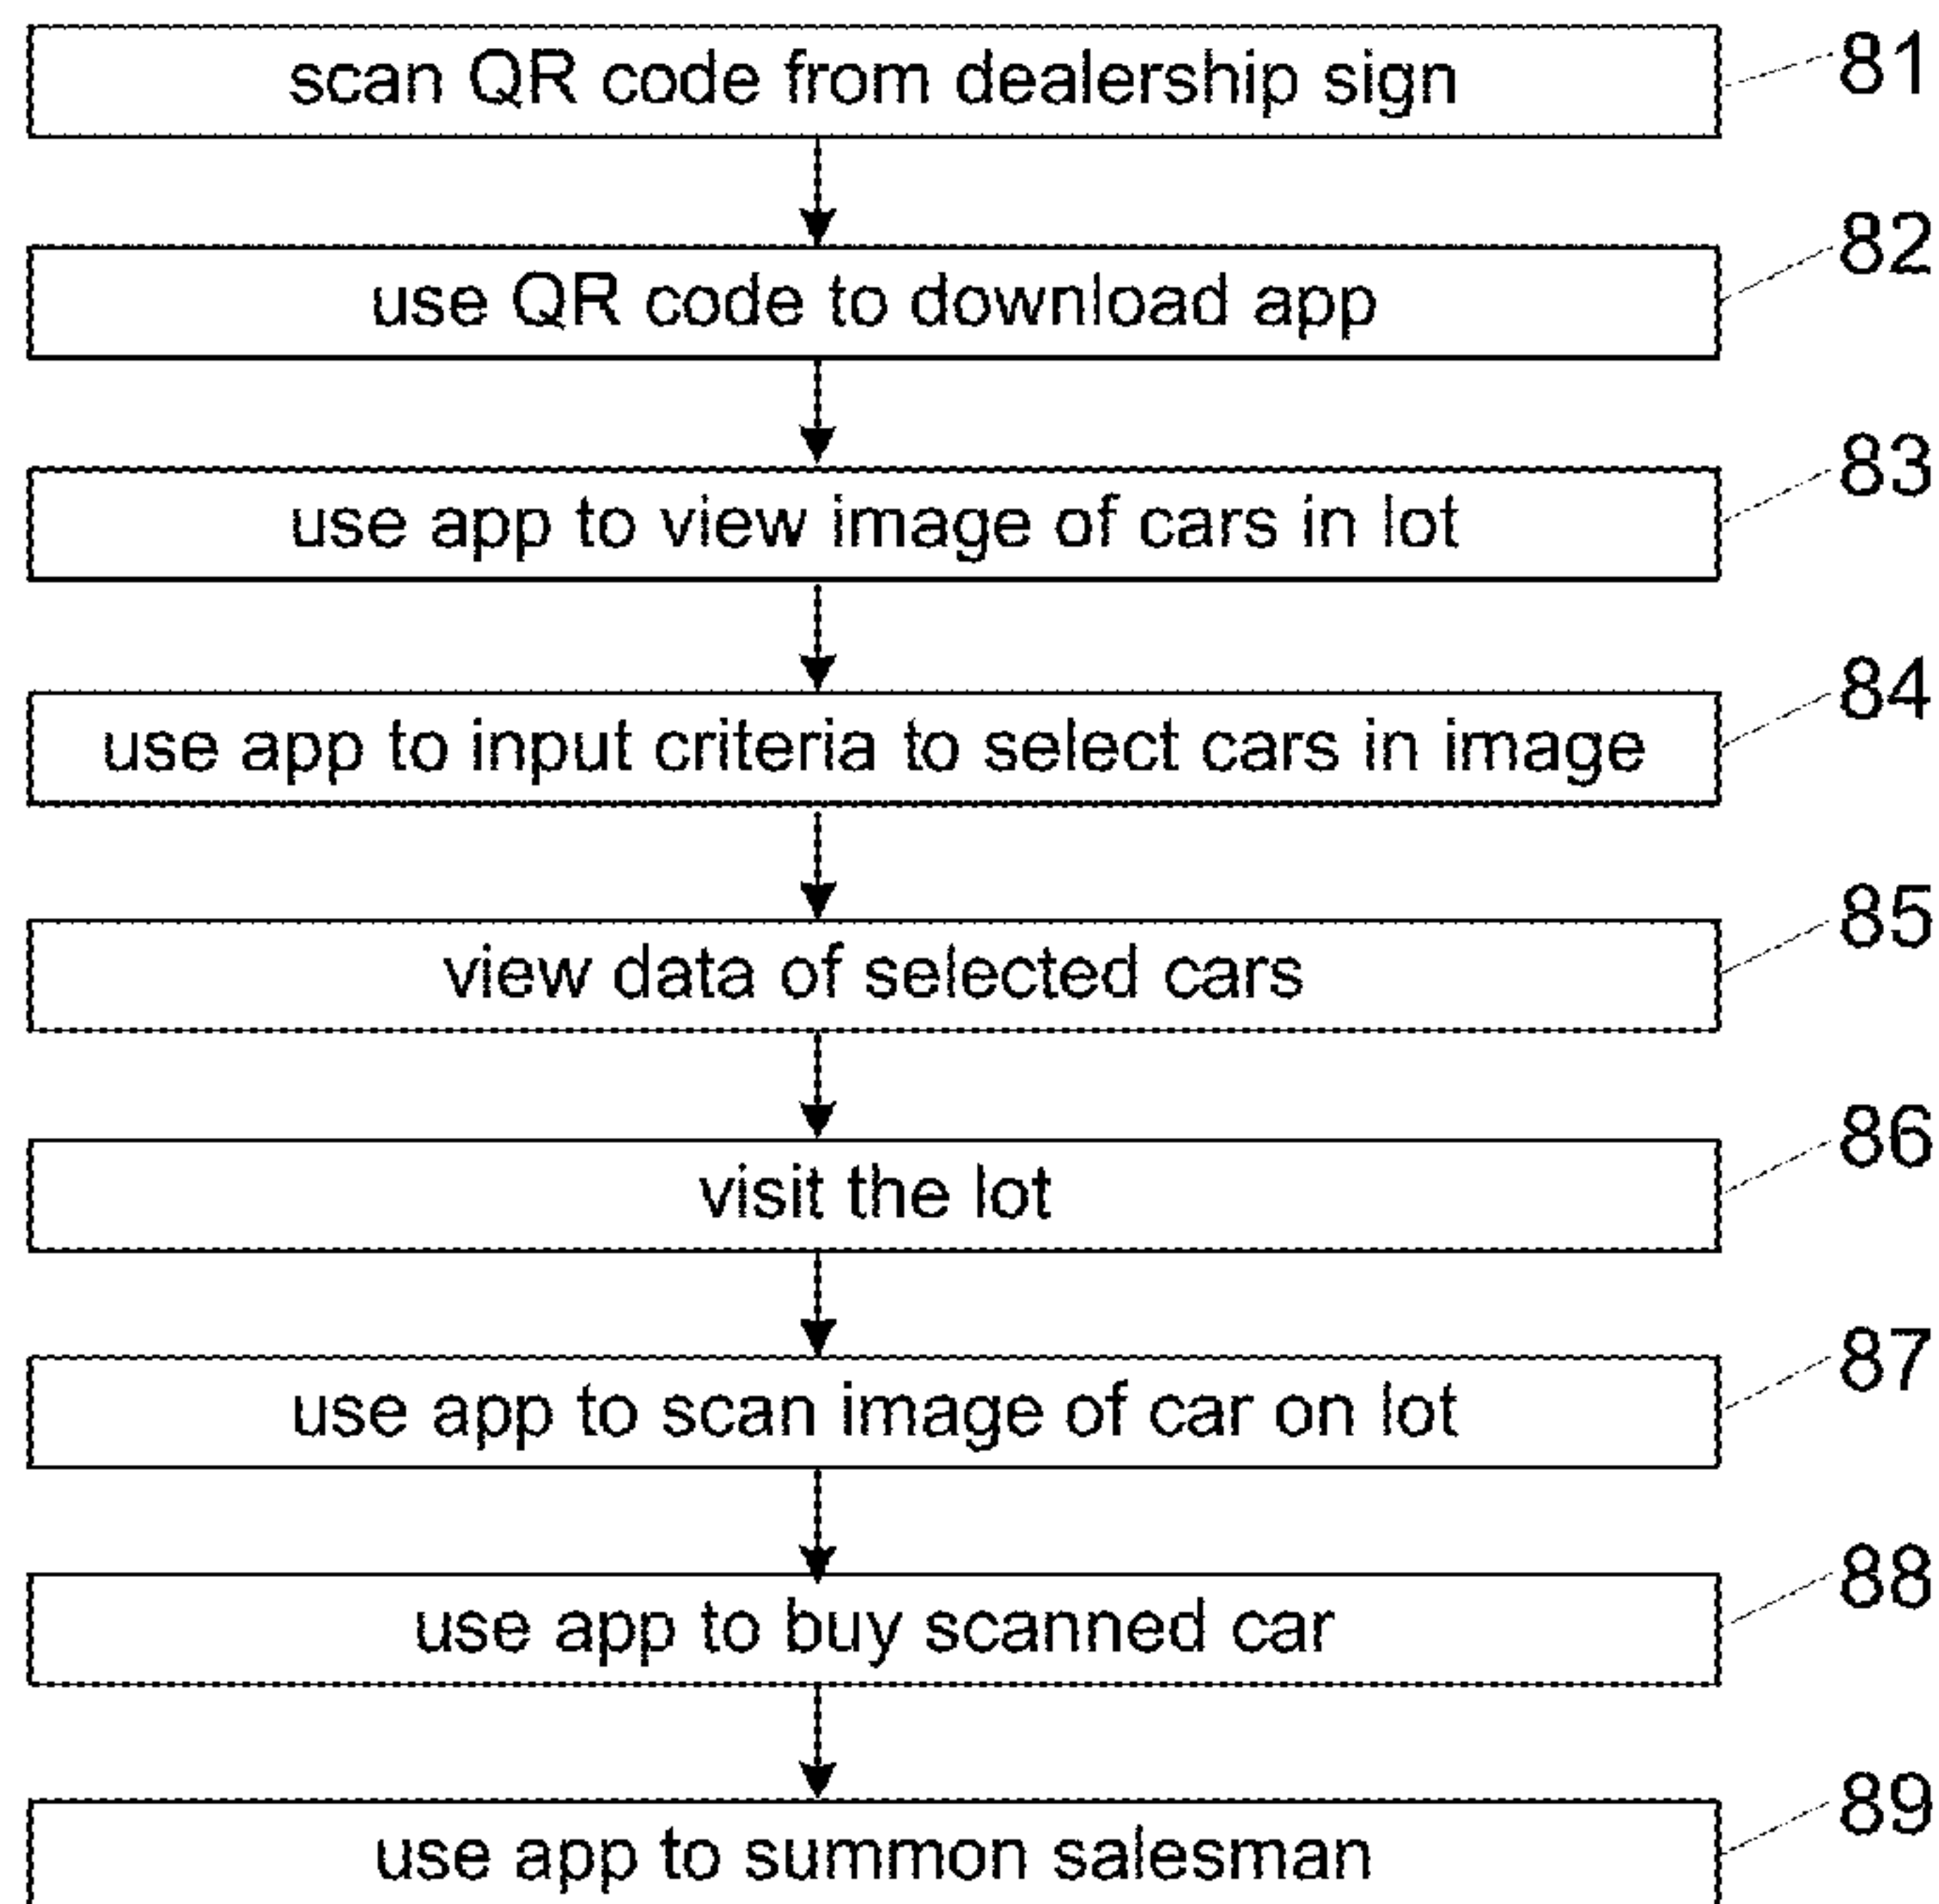 scan QR code from dealership sign 81
use QR code to download app 82
use app to view image of cars in lot 83
use app to input criteria to select cars in image 84
view data of selected cars 85
visit the lot 86
use app to scan image of car on lot 87
use app to buy scanned car 88
use app to summon salesman 89